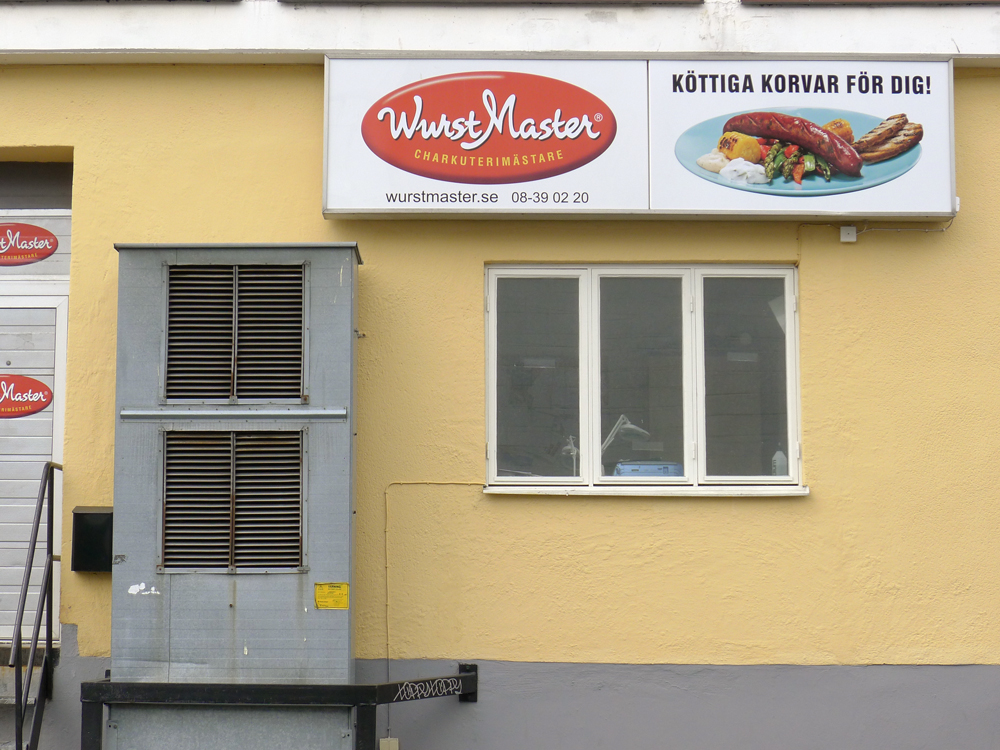 WurstMaster®
CHARKUTERIMÄSTARE
wurstmaster.se 08-39 02 20
KÖTTIGA KORVAR FÖR DIG!
Master®
Master®